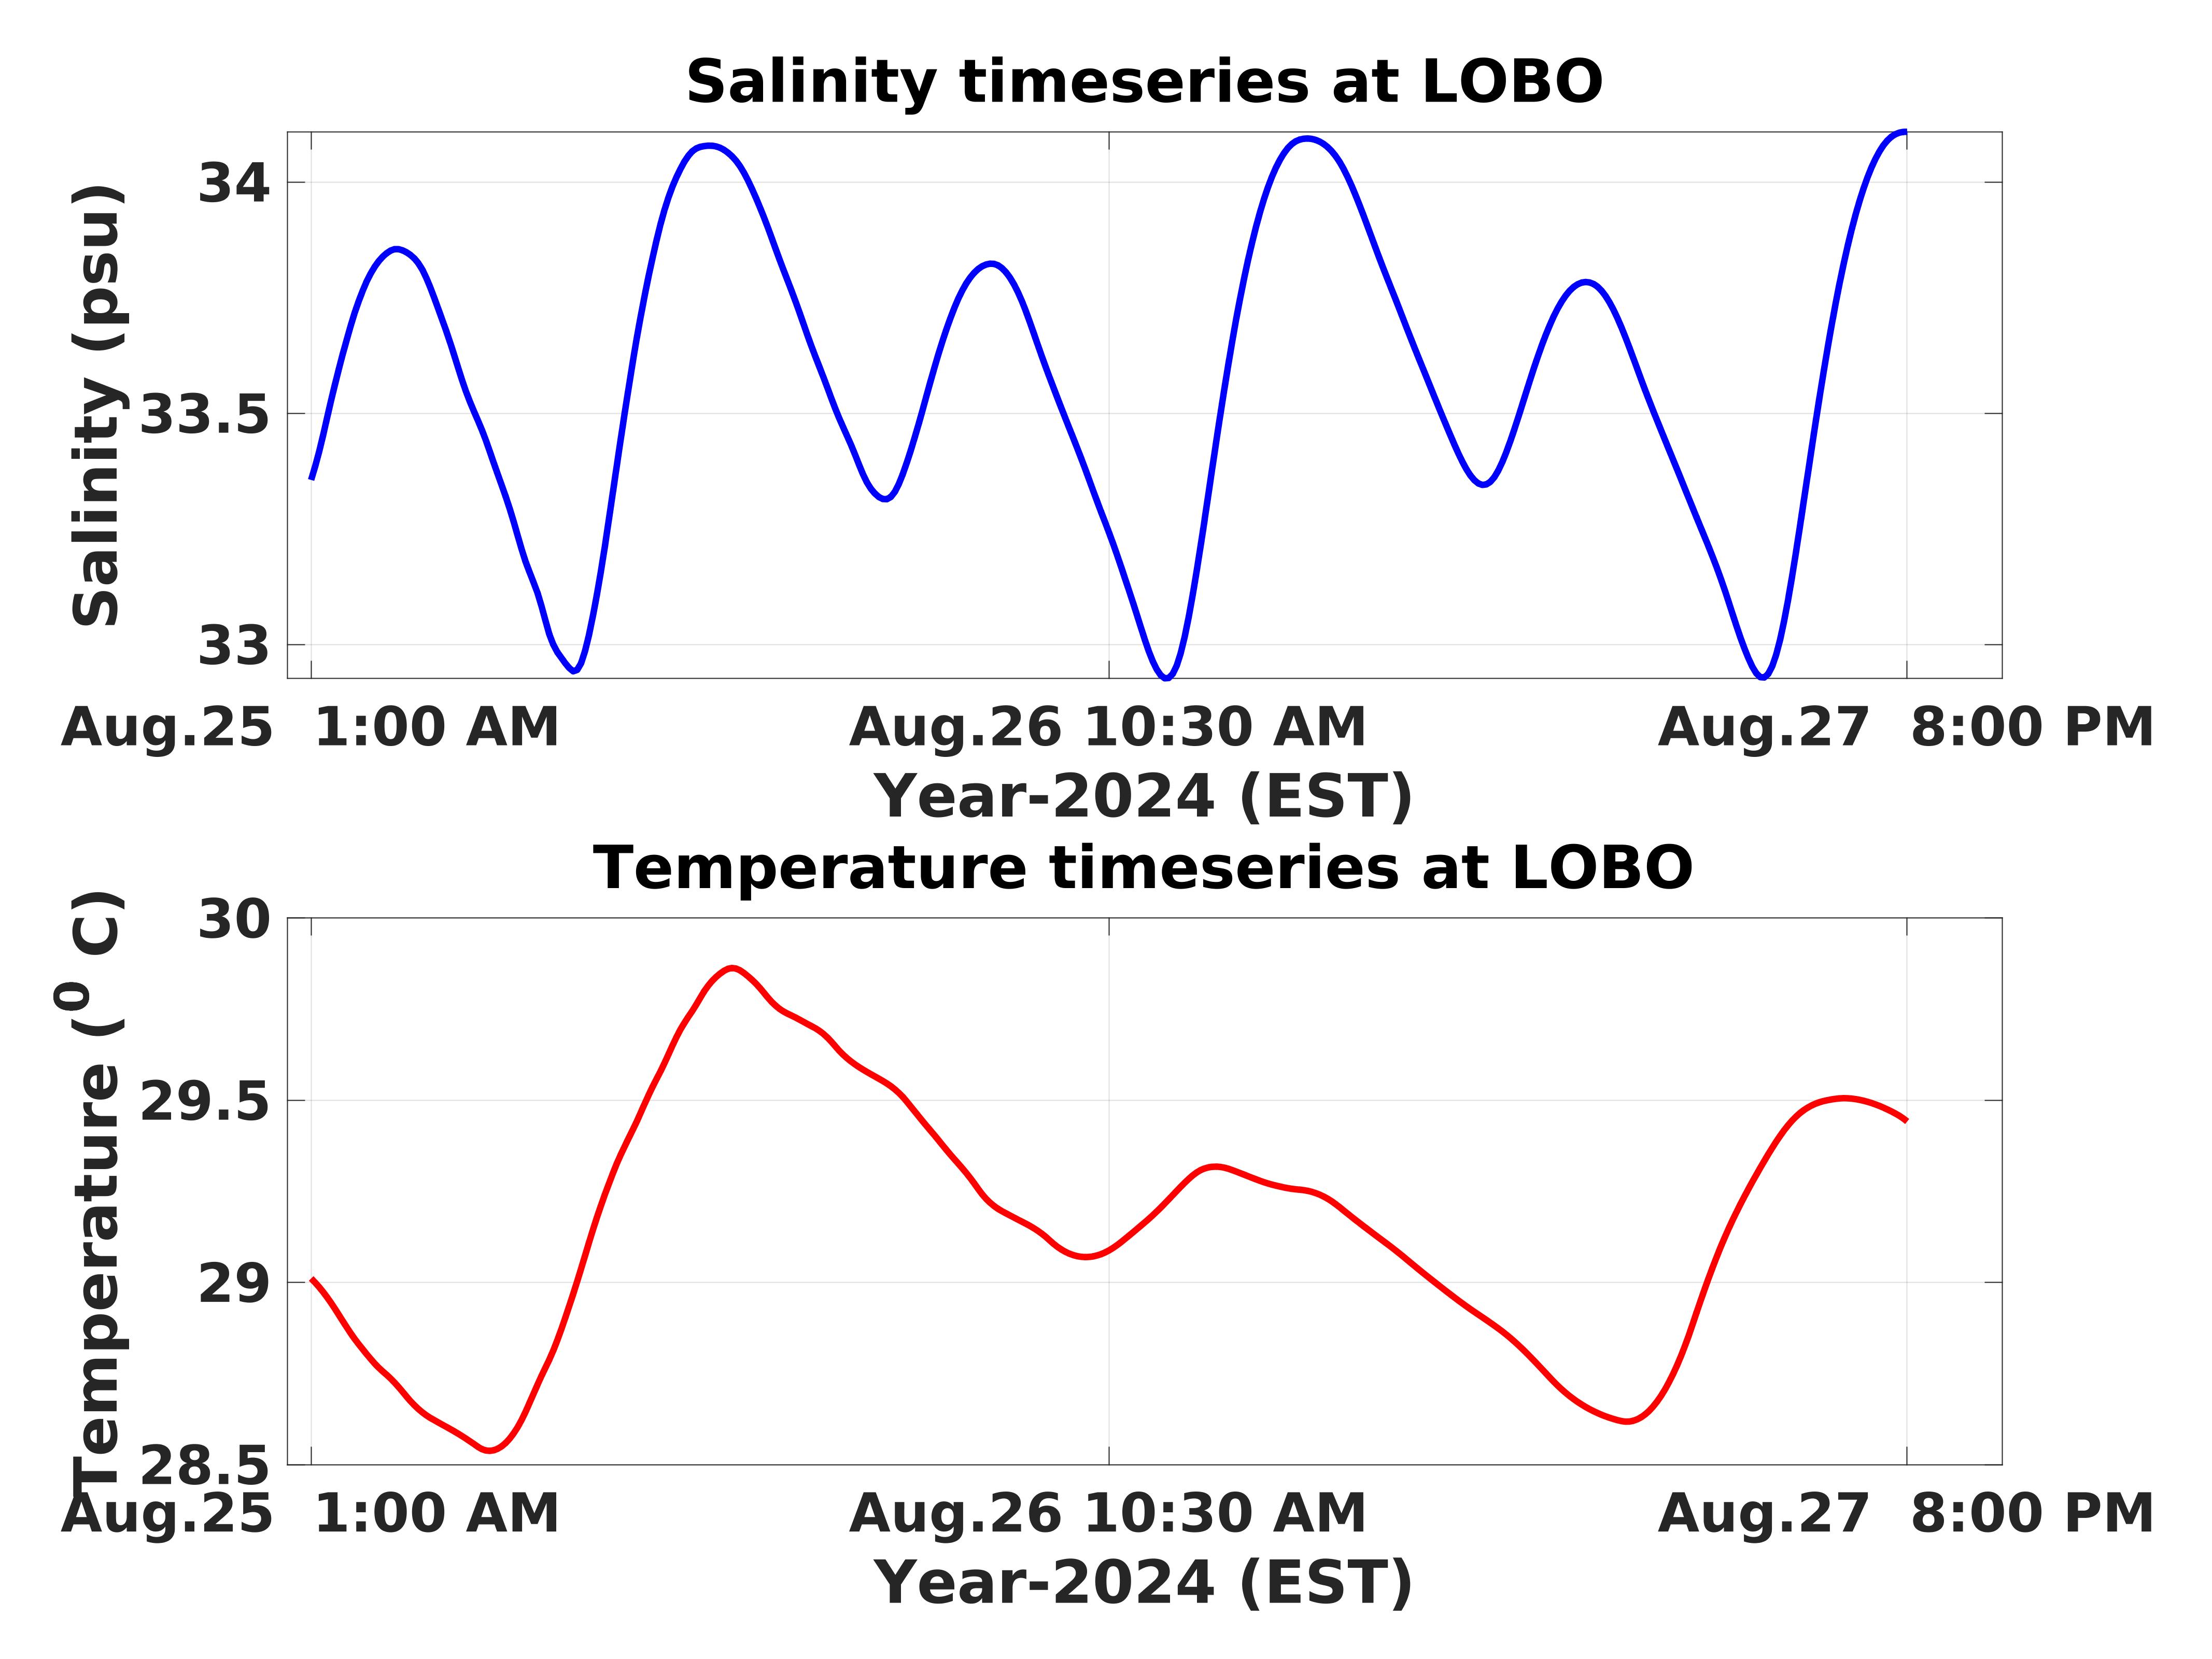 Salinity timeseries at LOBO
Salinity (psu)
34
33.5
33
Aug.25  1:00 AM
Aug.26 10:30 AM
Aug.27  8:00 PM
Year-2024 (EST)
Temperature timeseries at LOBO
Temperature (⁰ C)
30
29.5
29
28.5
Aug.25  1:00 AM
Aug.26 10:30 AM
Aug.27  8:00 PM
Year-2024 (EST)